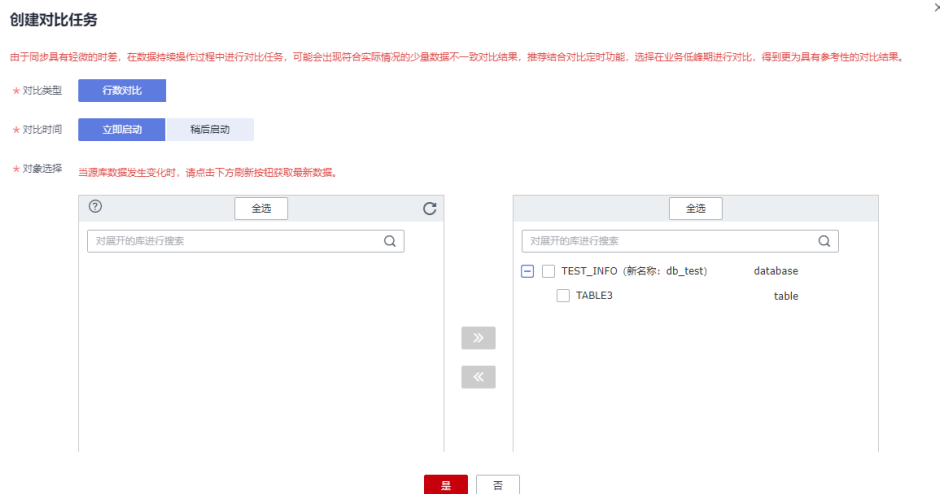 创建对比任务
由于同步具有轻微的时差，在数据持续操作过程中进行对比任务，可能会出现符合实际情况的少量数据不一致对比结果，推荐结合对比定时功能，选择在业务低峰期进行对比，得到更为具有参考性的对比结果。
* 对比类型 行数对比
* 对比时间 立即启动 稍后启动
* 对象选择 当源库数据发生变化时，请点击下方刷新按钮获取最新数据。
全选 全选
对展开的库进行搜索 对展开的库进行搜索
TEST_INFO（新名称：db_test） database
TABLE3 table
是 否